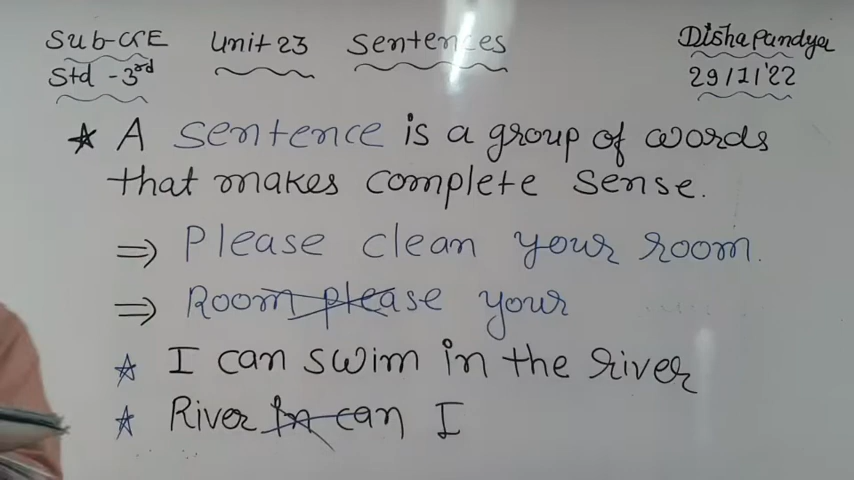 Sub-CRE Unit 23 Sentences Disha Pandya
Std - 3rd 29/1/'22
★ A sentence is a group of words
that makes complete sense.
⇒ Please clean your room.
⇒ Room please your
☆ I can swim in the river
☆ River in can I